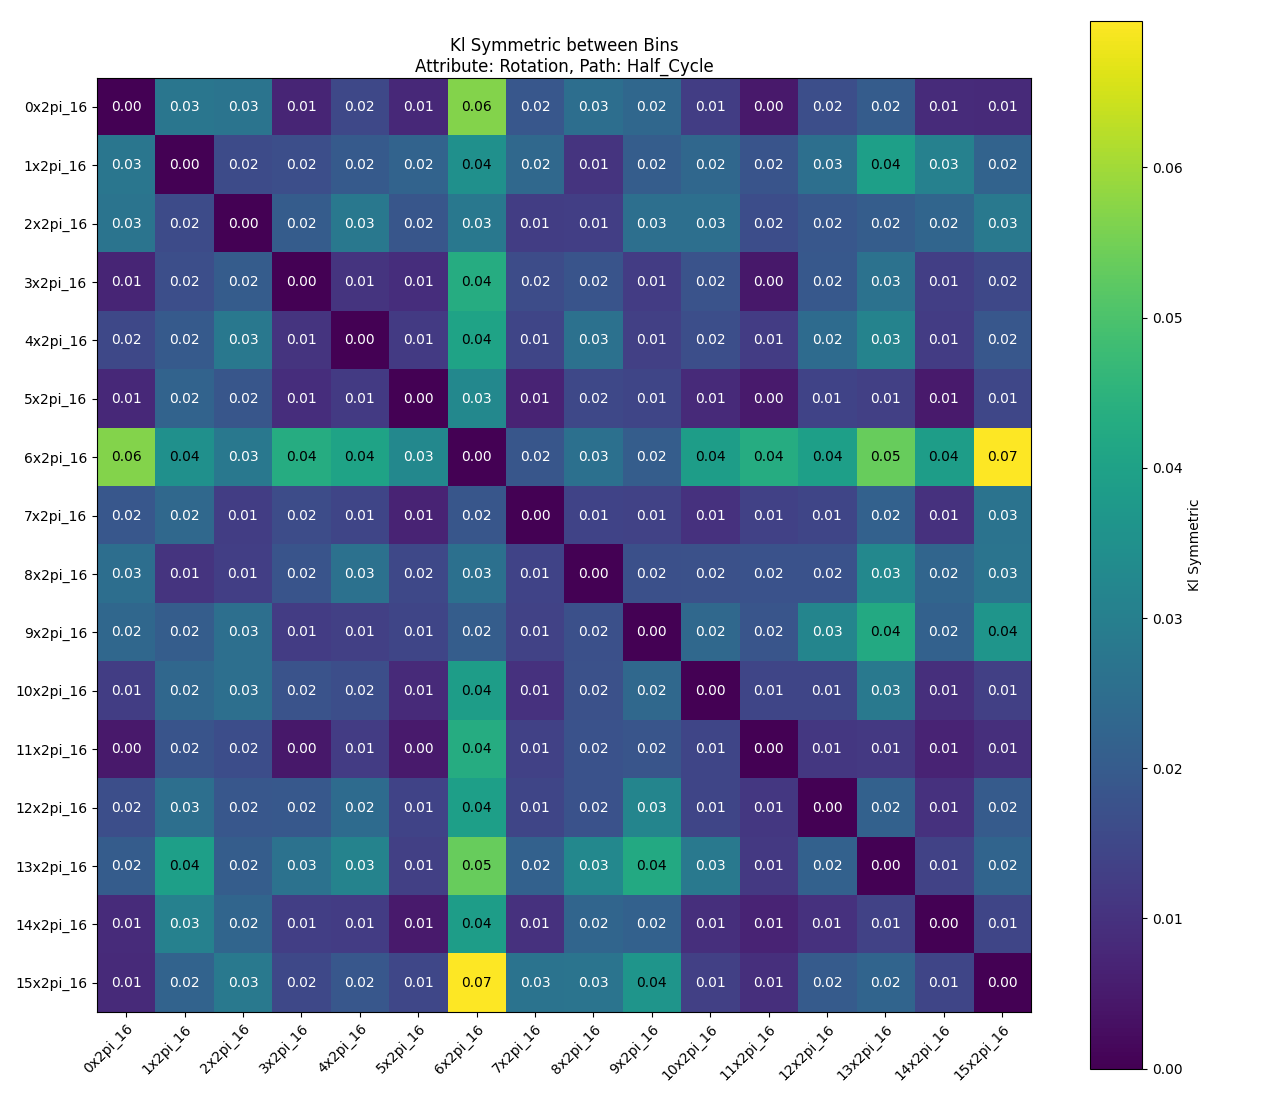 Kl Symmetric between Bins
Attribute: Rotation, Path: Half_Cycle
0x2pi_16 0.00 0.03 0.03 0.01 0.02 0.01 0.06 0.02 0.03 0.02 0.01 0.00 0.02 0.02 0.01 0.01
1x2pi_16 0.03 0.00 0.02 0.02 0.02 0.02 0.04 0.02 0.01 0.02 0.02 0.02 0.03 0.04 0.03 0.02
2x2pi_16 0.03 0.02 0.00 0.02 0.03 0.02 0.03 0.01 0.01 0.03 0.03 0.02 0.02 0.02 0.02 0.03
3x2pi_16 0.01 0.02 0.02 0.00 0.01 0.01 0.04 0.02 0.02 0.01 0.02 0.00 0.02 0.03 0.01 0.02
4x2pi_16 0.02 0.02 0.03 0.01 0.00 0.01 0.04 0.01 0.03 0.01 0.02 0.01 0.02 0.03 0.01 0.02
5x2pi_16 0.01 0.02 0.02 0.01 0.01 0.00 0.03 0.01 0.02 0.01 0.01 0.00 0.01 0.01 0.01 0.01
6x2pi_16 0.06 0.04 0.03 0.04 0.04 0.03 0.00 0.02 0.03 0.02 0.04 0.04 0.04 0.05 0.04 0.07
7x2pi_16 0.02 0.02 0.01 0.02 0.01 0.01 0.02 0.00 0.01 0.01 0.01 0.01 0.01 0.02 0.01 0.03
8x2pi_16 0.03 0.01 0.01 0.02 0.03 0.02 0.03 0.01 0.00 0.02 0.02 0.02 0.02 0.03 0.02 0.03
9x2pi_16 0.02 0.02 0.03 0.01 0.01 0.01 0.02 0.01 0.02 0.00 0.02 0.02 0.03 0.04 0.02 0.04
10x2pi_16 0.01 0.02 0.03 0.02 0.02 0.01 0.04 0.01 0.02 0.02 0.00 0.01 0.01 0.03 0.01 0.01
11x2pi_16 0.00 0.02 0.02 0.00 0.01 0.00 0.04 0.01 0.02 0.02 0.01 0.00 0.01 0.01 0.01 0.01
12x2pi_16 0.02 0.03 0.02 0.02 0.02 0.01 0.04 0.01 0.02 0.03 0.01 0.01 0.00 0.02 0.01 0.02
13x2pi_16 0.02 0.04 0.02 0.03 0.03 0.01 0.05 0.02 0.03 0.04 0.03 0.01 0.02 0.00 0.01 0.02
14x2pi_16 0.01 0.03 0.02 0.01 0.01 0.01 0.04 0.01 0.02 0.02 0.01 0.01 0.01 0.01 0.00 0.01
15x2pi_16 0.01 0.02 0.03 0.02 0.02 0.01 0.07 0.03 0.03 0.04 0.01 0.01 0.02 0.02 0.01 0.00
0x2pi_16 1x2pi_16 2x2pi_16 3x2pi_16 4x2pi_16 5x2pi_16 6x2pi_16 7x2pi_16 8x2pi_16 9x2pi_16 10x2pi_16 11x2pi_16 12x2pi_16 13x2pi_16 14x2pi_16 15x2pi_16
0.06
0.05
0.04
0.03
0.02
0.01
0.00
Kl Symmetric